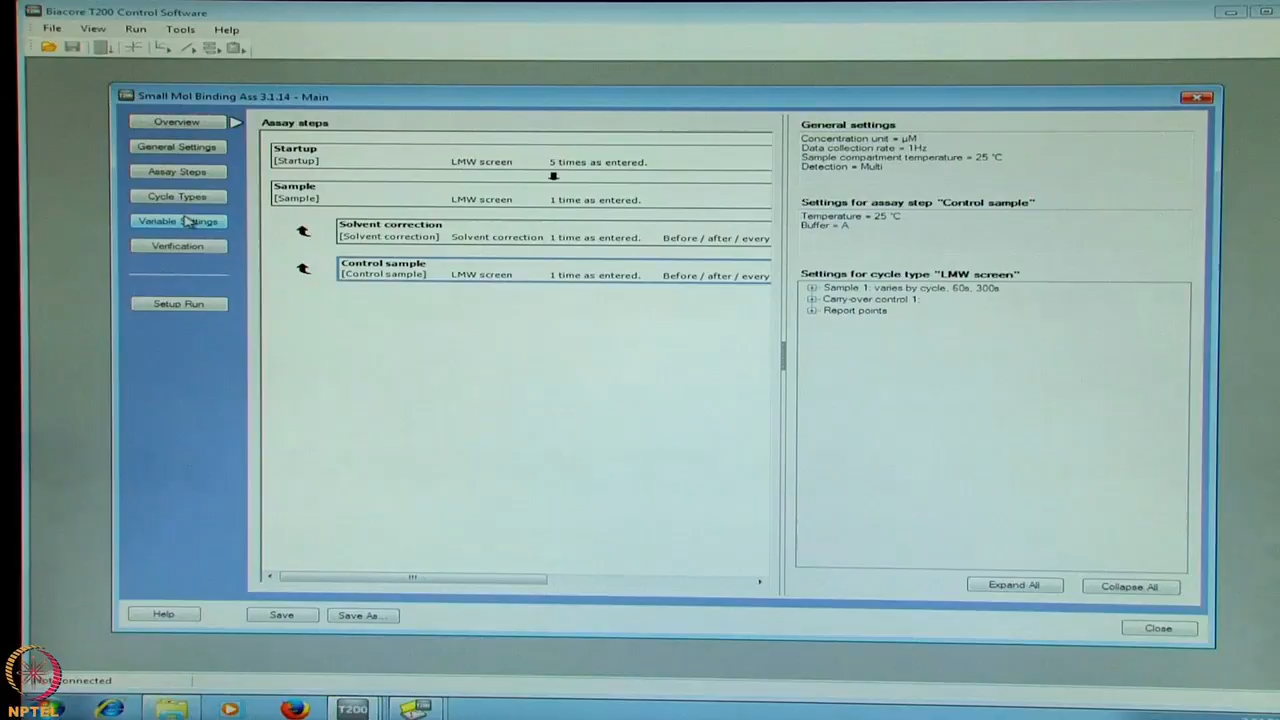 Biacore T200 Control Software
File View Run Tools Help
Small Mol Binding Ass 3.1.14 - Main
Overview
General Settings
Assay Steps
Cycle Types
Variable Settings
Verification
Setup Run
Assay steps
Startup
[Startup] LMW screen 5 times as entered.
Sample
[Sample] LMW screen 1 time as entered.
Solvent correction
[Solvent correction] Solvent correction 1 time as entered. Before / after / every
Control sample
[Control sample] LMW screen 1 time as entered. Before / after / every
General settings
Concentration unit = µM
Data collection rate = 1Hz
Sample compartment temperature = 25 °C
Detection = Multi
Settings for assay step "Control sample"
Temperature = 25 °C
Buffer = A
Settings for cycle type "LMW screen"
Sample 1: varies by cycle, 60s, 300s
Carry-over control 1:
Report points
Expand All Collapse All
Help Save Save As... Close
Not connected
T200
NPTEL